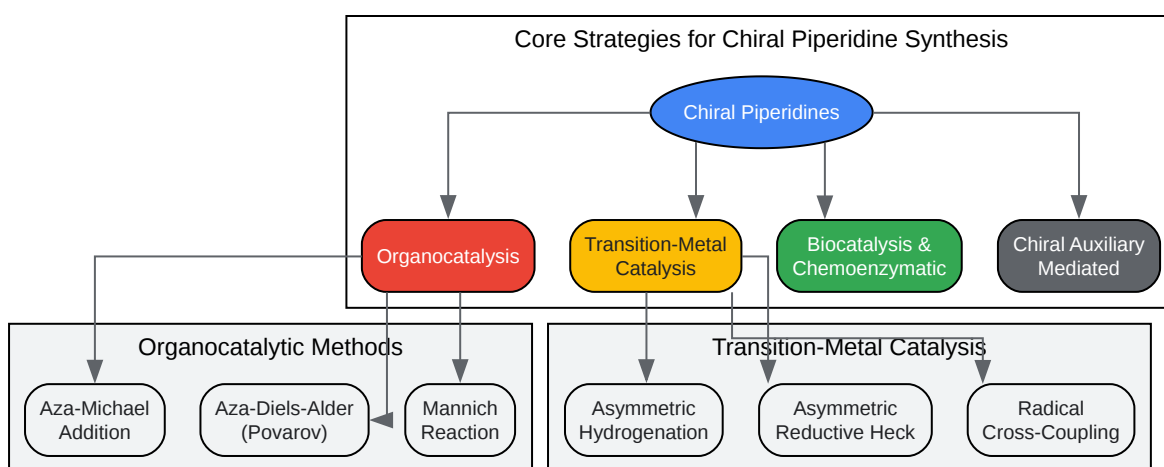 Core Strategies for Chiral Piperidine Synthesis
Chiral Piperidines
Organocatalysis
Transition-Metal
Catalysis
Biocatalysis &
Chemoenzymatic
Chiral Auxiliary
Mediated
Organocatalytic Methods
Aza-Michael
Addition
Aza-Diels-Alder
(Povarov)
Mannich
Reaction
Transition-Metal Catalysis
Asymmetric
Hydrogenation
Asymmetric
Reductive Heck
Radical
Cross-Coupling